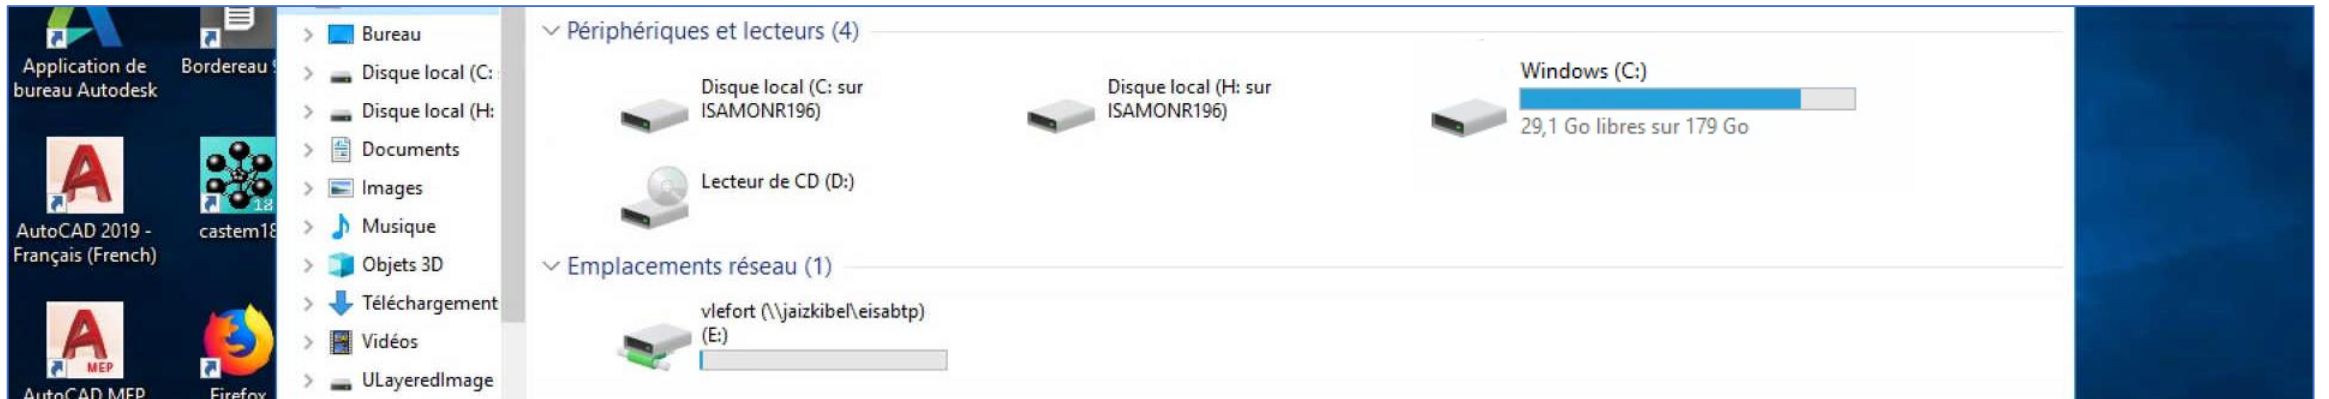 Application de
bureau Autodesk
Bordereau
AutoCAD 2019 -
Français (French)
castem18
18
MEP
AutoCAD MEP
Firefox
Bureau
Disque local (C:
Disque local (H:
Documents
Images
Musique
Objets 3D
Téléchargement
Vidéos
ULayeredImage
Périphériques et lecteurs (4)
Disque local (C: sur
ISAMONR196)
Disque local (H: sur
ISAMONR196)
Windows (C:)
29,1 Go libres sur 179 Go
Lecteur de CD (D:)
Emplacements réseau (1)
vlefort (\\jaizkibel\eisabtp)
(E:)